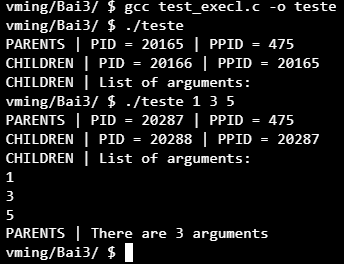 vming/Bai3/ $ gcc test_execl.c -o teste
vming/Bai3/ $ ./teste
PARENTS | PID = 20165 | PPID = 475
CHILDREN | PID = 20166 | PPID = 20165
CHILDREN | List of arguments:
vming/Bai3/ $ ./teste 1 3 5
PARENTS | PID = 20287 | PPID = 475
CHILDREN | PID = 20288 | PPID = 20287
CHILDREN | List of arguments:
1
3
5
PARENTS | There are 3 arguments
vming/Bai3/ $